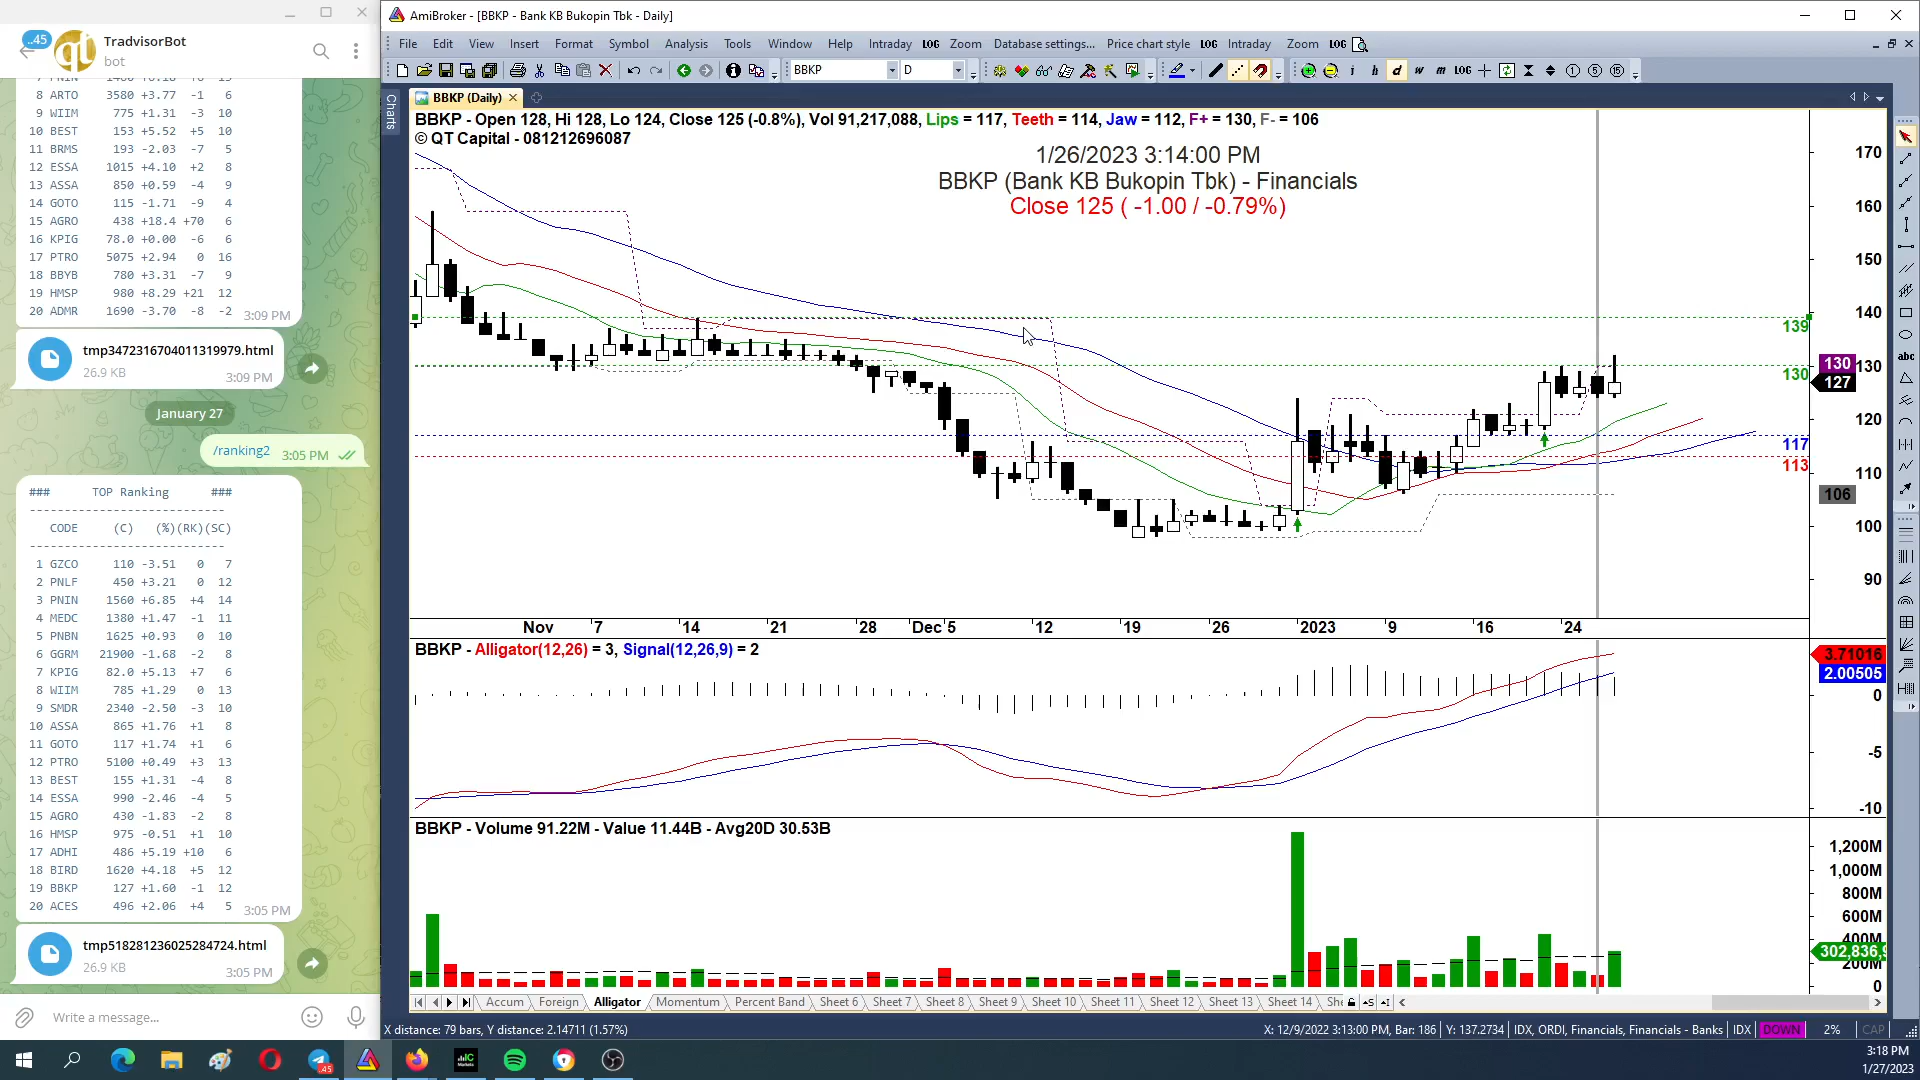 ..45
qt
TradvisorBot
bot
8 ARTO 3580 +3.77 -1 6
9 WIIM 775 +1.31 -3 10
10 BEST 153 +5.52 +5 10
11 BRMS 193 -2.03 -7 5
12 ESSA 1015 +4.10 +2 8
13 ASSA 850 +0.59 -4 9
14 GOTO 115 -1.71 -9 4
15 AGRO 438 +18.4 +70 6
16 KPIG 78.0 +0.00 -6 6
17 PTRO 5075 +2.94 0 16
18 BBYB 780 +3.31 -7 9
19 HMSP 980 +8.29 +21 12
20 ADMR 1690 -3.70 -8 -2
3:09 PM
tmp3472316704011319979.html
26.9 KB
3:09 PM
January 27
/ranking2 3:05 PM
### TOP Ranking ###
CODE (C) (%)(RK)(SC)
1 GZCO 110 -3.51 0 7
2 PNLF 450 +3.21 0 12
3 PNIN 1560 +6.85 +4 14
4 MEDC 1380 +1.47 -1 11
5 PNBN 1625 +0.93 0 10
6 GGRM 21900 -1.68 -2 8
7 KPIG 82.0 +5.13 +7 6
8 WIIM 785 +1.29 0 13
9 SMDR 2340 -2.50 -3 10
10 ASSA 865 +1.76 +1 8
11 GOTO 117 +1.74 +1 6
12 PTRO 5100 +0.49 +3 13
13 BEST 155 +1.31 -4 8
14 ESSA 990 -2.46 -4 5
15 AGRO 430 -1.83 -2 8
16 HMSP 975 -0.51 +1 10
17 ADHI 486 +5.19 +10 6
18 BIRD 1620 +4.18 +5 12
19 BBKP 127 +1.60 -1 12
20 ACES 496 +2.06 +4 5
3:05 PM
tmp518281236025284724.html
26.9 KB
3:05 PM
Write a message...
AmiBroker - [BBKP - Bank KB Bukopin Tbk - Daily]
File Edit View Insert Format Symbol Analysis Tools Window Help Intraday LOG Zoom Database settings... Price chart style LOG Intraday Zoom LOG
BBKP D
i h d w m LOG 1 5 15
Charts
BBKP (Daily)
BBKP - Open 128, Hi 128, Lo 124, Close 125 (-0.8%), Vol 91,217,088, Lips = 117, Teeth = 114, Jaw = 112, F+ = 130, F- = 106
© QT Capital - 081212696087
1/26/2023 3:14:00 PM
BBKP (Bank KB Bukopin Tbk) - Financials
Close 125 ( -1.00 / -0.79%)
170
160
150
140
139
130
130
130
127
120
117
113
110
106
100
90
Nov 7 14 21 28 Dec 5 12 19 26 2023 9 16 24
BBKP - Alligator(12,26) = 3, Signal(12,26,9) = 2
3.71016
2.00505
0
-5
-10
BBKP - Volume 91.22M - Value 11.44B - Avg20D 30.53B
1,200M
1,000M
800M
600M
400M
302,836,
200M
0
Accum Foreign Alligator Momentum Percent Band Sheet 6 Sheet 7 Sheet 8 Sheet 9 Sheet 10 Sheet 11 Sheet 12 Sheet 13 Sheet 14
abc
X distance: 79 bars, Y distance: 2.14711 (1.57%)
X: 12/9/2022 3:13:00 PM, Bar: 186 Y: 137.2734 IDX, ORDI, Financials, Financials - Banks IDX DOWN 2% CAP
45
3:18 PM
1/27/2023